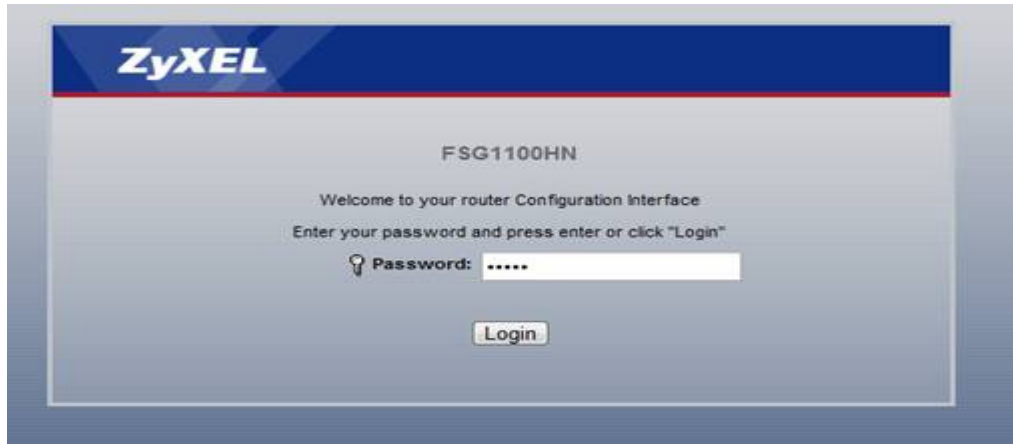 ZyXEL
FSG1100HN
Welcome to your router Configuration Interface
Enter your password and press enter or click "Login"
Password: •••••
Login